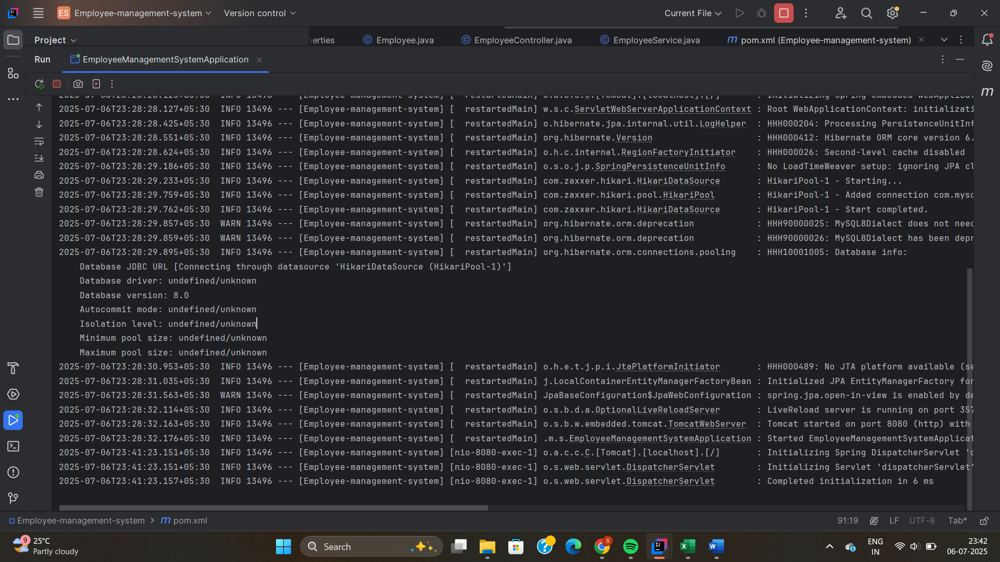 ES Employee-management-system Version control Current File
Project erties Employee.java EmployeeController.java EmployeeService.java pom.xml (Employee-management-system)
Run EmployeeManagementSystemApplication
2025-07-06T23:28:28.127+05:30 INFO 13496 --- [Employee-management-system] [ restartedMain] w.s.c.ServletWebServerApplicationContext : Root WebApplicationContext: initializati
2025-07-06T23:28:28.425+05:30 INFO 13496 --- [Employee-management-system] [ restartedMain] o.hibernate.jpa.internal.util.LogHelper : HHH000204: Processing PersistenceUnitInf
2025-07-06T23:28:28.551+05:30 INFO 13496 --- [Employee-management-system] [ restartedMain] org.hibernate.Version : HHH000412: Hibernate ORM core version 6.
2025-07-06T23:28:28.624+05:30 INFO 13496 --- [Employee-management-system] [ restartedMain] o.h.c.internal.RegionFactoryInitiator : HHH000026: Second-level cache disabled
2025-07-06T23:28:29.186+05:30 INFO 13496 --- [Employee-management-system] [ restartedMain] o.s.o.j.p.SpringPersistenceUnitInfo : No LoadTimeWeaver setup: ignoring JPA cl
2025-07-06T23:28:29.233+05:30 INFO 13496 --- [Employee-management-system] [ restartedMain] com.zaxxer.hikari.HikariDataSource : HikariPool-1 - Starting...
2025-07-06T23:28:29.759+05:30 INFO 13496 --- [Employee-management-system] [ restartedMain] com.zaxxer.hikari.pool.HikariPool : HikariPool-1 - Added connection com.mysq
2025-07-06T23:28:29.762+05:30 INFO 13496 --- [Employee-management-system] [ restartedMain] com.zaxxer.hikari.HikariDataSource : HikariPool-1 - Start completed.
2025-07-06T23:28:29.857+05:30 WARN 13496 --- [Employee-management-system] [ restartedMain] org.hibernate.orm.deprecation : HHH90000025: MySQL8Dialect does not need
2025-07-06T23:28:29.859+05:30 WARN 13496 --- [Employee-management-system] [ restartedMain] org.hibernate.orm.deprecation : HHH90000026: MySQL8Dialect has been depr
2025-07-06T23:28:29.895+05:30 INFO 13496 --- [Employee-management-system] [ restartedMain] org.hibernate.orm.connections.pooling : HHH10001005: Database info:
Database JDBC URL [Connecting through datasource 'HikariDataSource (HikariPool-1)']
Database driver: undefined/unknown
Database version: 8.0
Autocommit mode: undefined/unknown
Isolation level: undefined/unknown
Minimum pool size: undefined/unknown
Maximum pool size: undefined/unknown
2025-07-06T23:28:30.953+05:30 INFO 13496 --- [Employee-management-system] [ restartedMain] o.h.e.t.j.p.i.JtaPlatformInitiator : HHH000489: No JTA platform available (se
2025-07-06T23:28:31.035+05:30 INFO 13496 --- [Employee-management-system] [ restartedMain] j.LocalContainerEntityManagerFactoryBean : Initialized JPA EntityManagerFactory for
2025-07-06T23:28:31.563+05:30 WARN 13496 --- [Employee-management-system] [ restartedMain] JpaBaseConfiguration$JpaWebConfiguration : spring.jpa.open-in-view is enabled by de
2025-07-06T23:28:32.114+05:30 INFO 13496 --- [Employee-management-system] [ restartedMain] o.s.b.d.a.OptionalLiveReloadServer : LiveReload server is running on port 357
2025-07-06T23:28:32.163+05:30 INFO 13496 --- [Employee-management-system] [ restartedMain] o.s.b.w.embedded.tomcat.TomcatWebServer : Tomcat started on port 8080 (http) with
2025-07-06T23:28:32.176+05:30 INFO 13496 --- [Employee-management-system] [ restartedMain] .m.s.EmployeeManagementSystemApplication : Started EmployeeManagementSystemApplicat
2025-07-06T23:41:23.151+05:30 INFO 13496 --- [Employee-management-system] [nio-8080-exec-1] o.a.c.c.C.[Tomcat].[localhost].[/] : Initializing Spring DispatcherServlet 'd
2025-07-06T23:41:23.151+05:30 INFO 13496 --- [Employee-management-system] [nio-8080-exec-1] o.s.web.servlet.DispatcherServlet : Initializing Servlet 'dispatcherServlet'
2025-07-06T23:41:23.157+05:30 INFO 13496 --- [Employee-management-system] [nio-8080-exec-1] o.s.web.servlet.DispatcherServlet : Completed initialization in 6 ms
Employee-management-system > pom.xml 91:19 LF UTF-8 Tab*
9 25°C Search ENG 23:42
Partly cloudy IN 06-07-2025